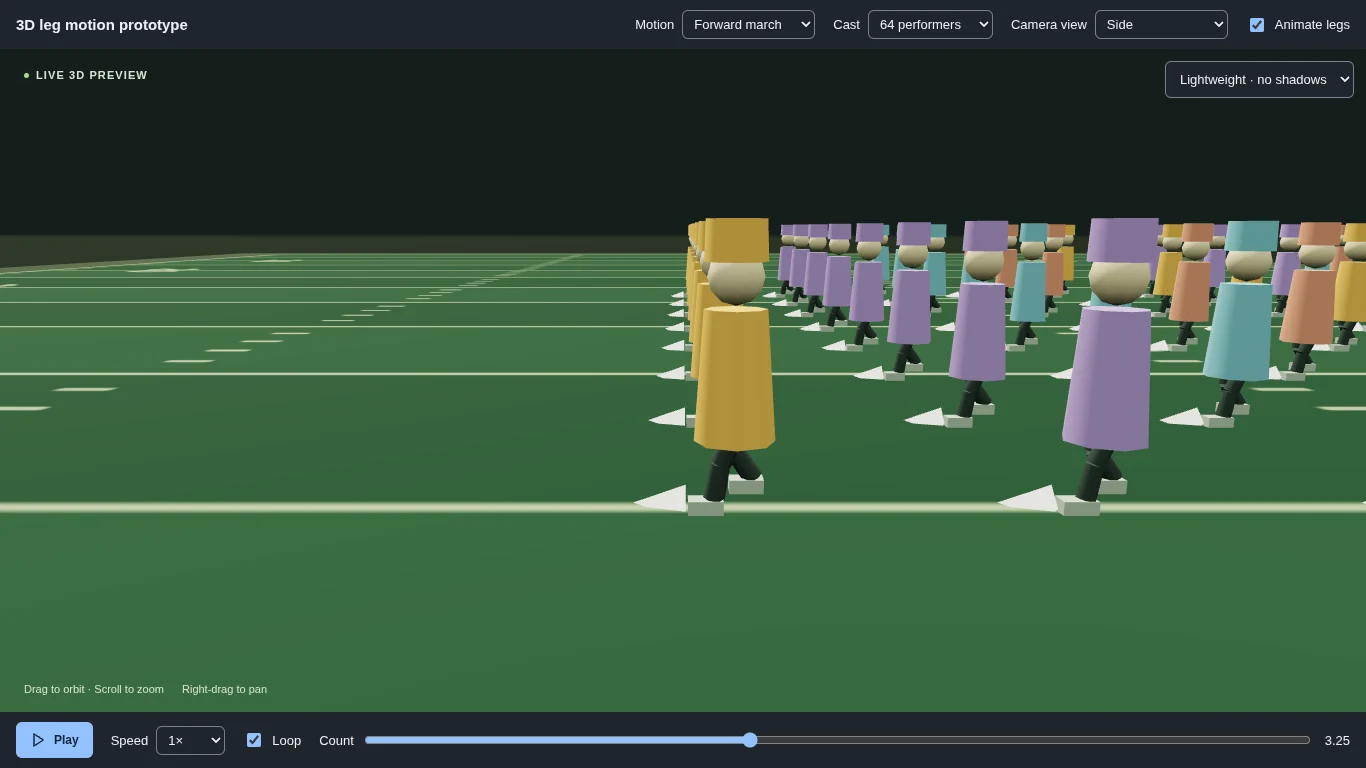 3D leg motion prototype
Motion Forward march Cast 64 performers Camera view Side Animate legs
LIVE 3D PREVIEW
Lightweight · no shadows
Drag to orbit · Scroll to zoom Right-drag to pan
Play Speed 1× Loop Count 3.25